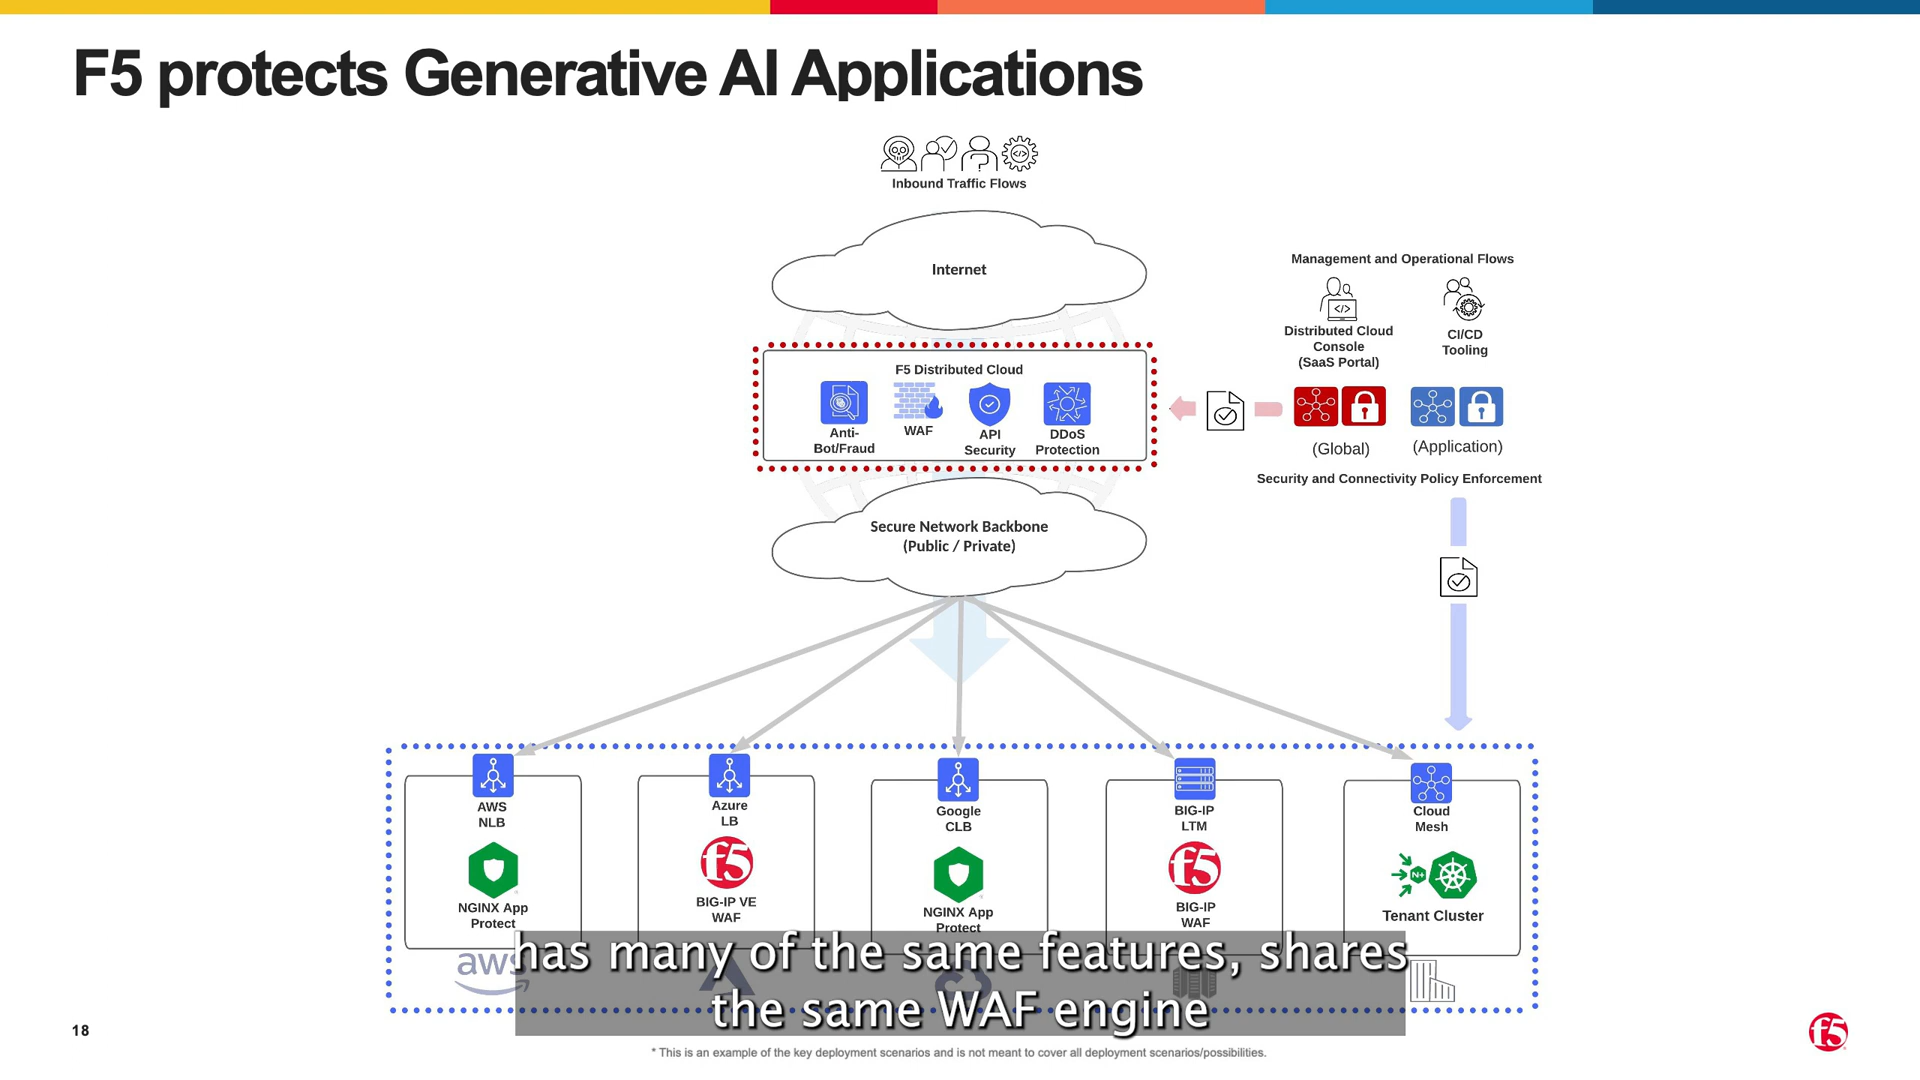 F5 protects Generative AI Applications
Inbound Traffic Flows
Internet
Management and Operational Flows
Distributed Cloud
Console
(SaaS Portal)
CI/CD
Tooling
F5 Distributed Cloud
Anti-
Bot/Fraud
WAF
API
Security
DDoS
Protection
(Global)
(Application)
Security and Connectivity Policy Enforcement
Secure Network Backbone
(Public / Private)
AWS
NLB
NGINX App
Protect
aws
Azure
LB
f5
BIG-IP VE
WAF
Google
CLB
NGINX App
Protect
BIG-IP
LTM
f5
BIG-IP
WAF
Cloud
Mesh
N+
Tenant Cluster
has many of the same features, shares
the same WAF engine
18
* This is an example of the key deployment scenarios and is not meant to cover all deployment scenarios/possibilities.
f5